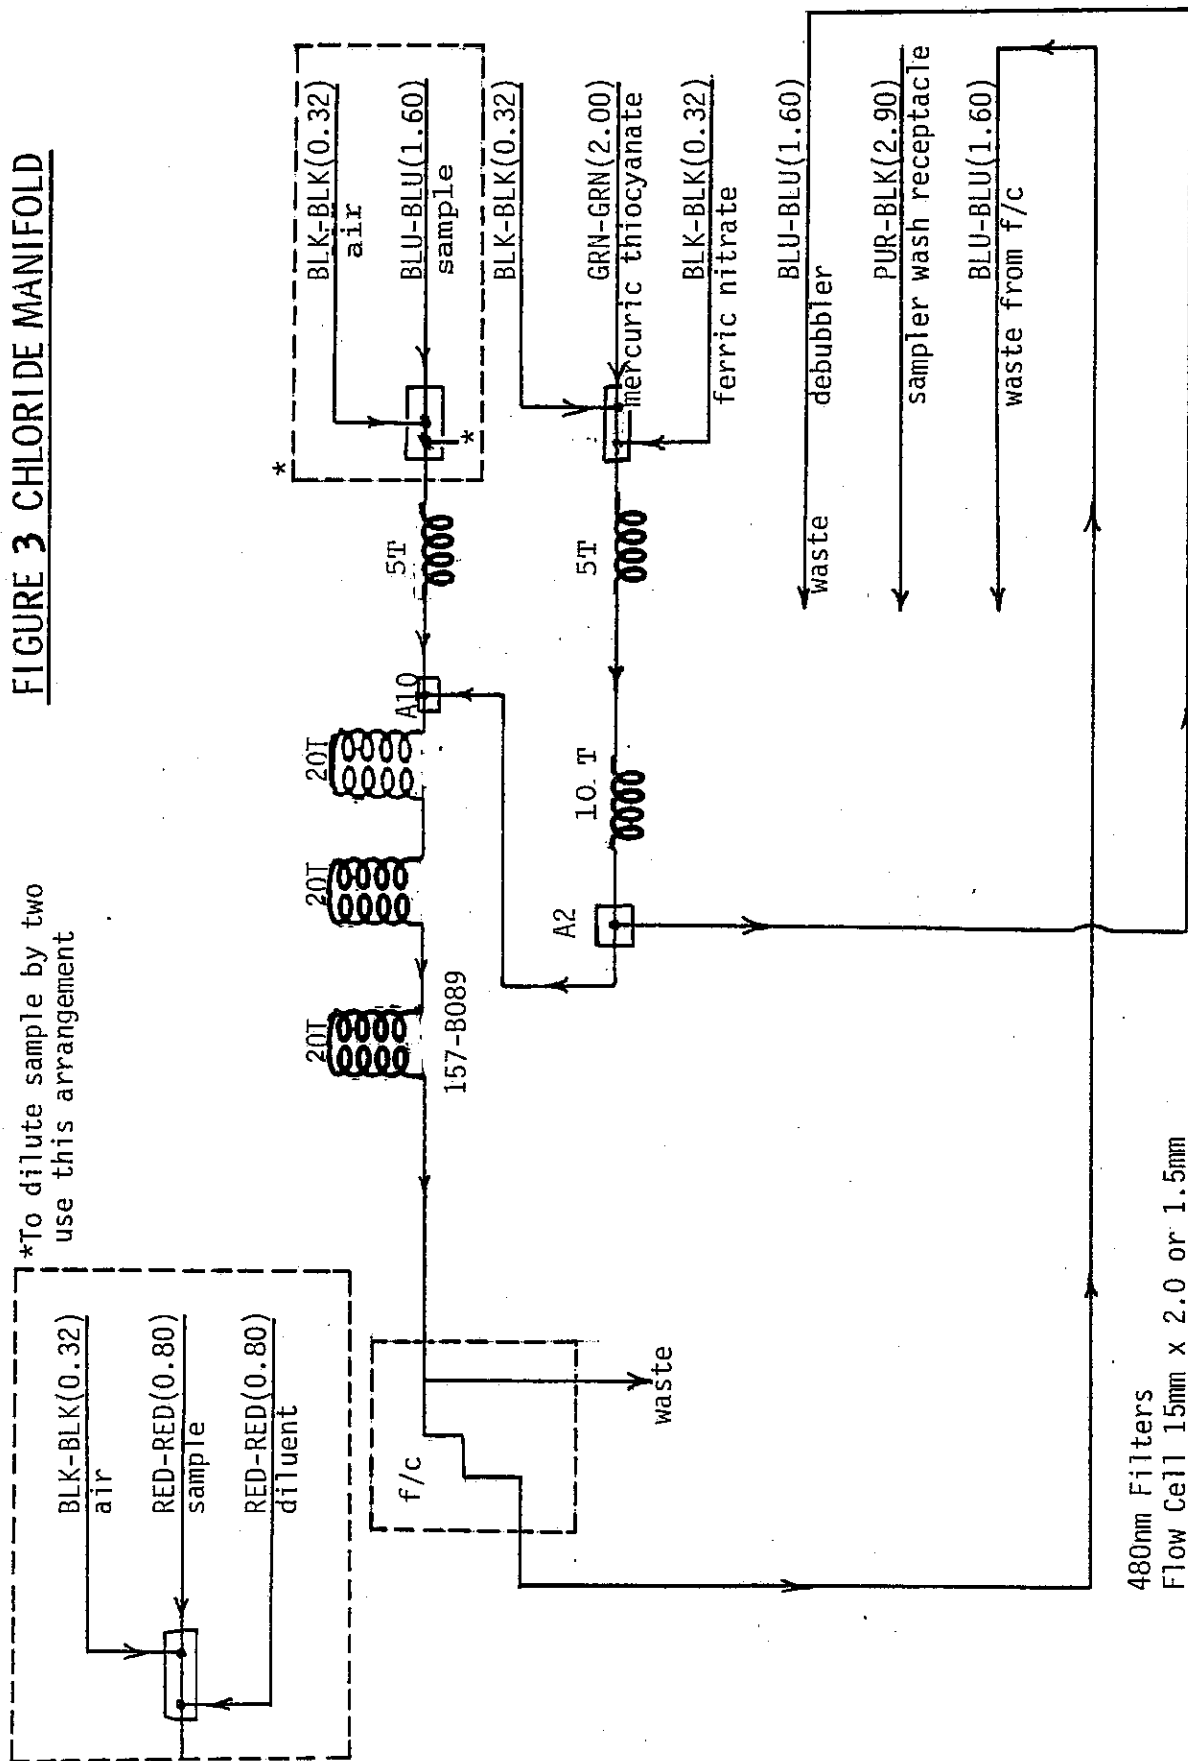 FIGURE 3 CHLORIDE MANIFOLD
*To dilute sample by two
use this arrangement
BLK-BLK(0.32)
air
RED-RED(0.80)
sample
RED-RED(0.80)
diluent
*
BLK-BLK(0.32)
air
BLU-BLU(1.60)
sample
*
BLK-BLK(0.32)
GRN-GRN(2.00)
mercuric thiocyanate
BLK-BLK(0.32)
ferric nitrate
BLU-BLU(1.60)
waste
debubbler
PUR-BLK(2.90)
sampler wash receptacle
BLU-BLU(1.60)
waste from f/c
20T
20T
20T
A10
5T
157-B089
A2
10 T
5T
f/c
waste
480nm Filters
Flow Cell 15mm x 2.0 or 1.5mm